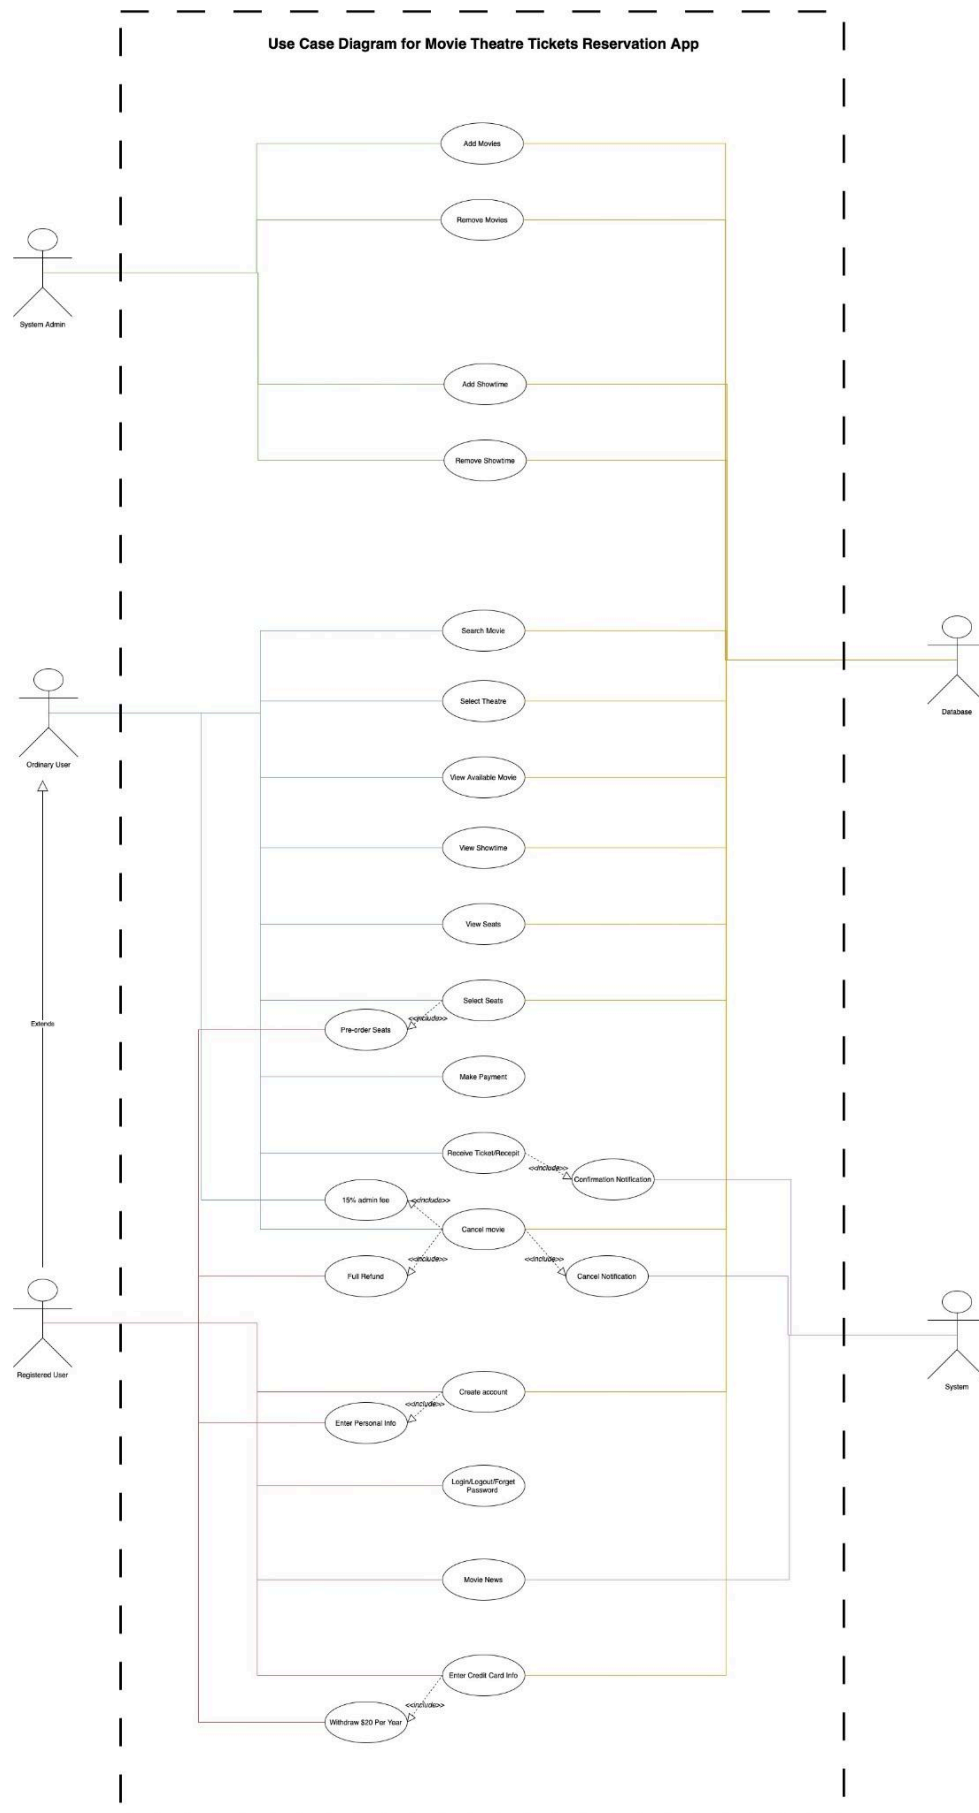 Use Case Diagram for Movie Theatre Tickets Reservation App
Add Movies
Remove Movies
System Admin
Add Showtime
Remove Showtime
Search Movie
Select Theatre
Database
Ordinary User
View Available Movie
View Showtime
View Seats
Select Seats
<<include>>
Extends
Pre-order Seats
Make Payment
Receive Ticket/Recepit
<<include>>
Confirmation Notification
15% admin fee
<<include>>
Cancel movie
<<include>>
<<include>>
Full Refund
Cancel Notification
Registered User
System
Create account
<<include>>
Enter Personal Info
Login/Logout/Forget
Password
Movie News
Enter Credit Card Info
<<include>>
Withdraw $20 Per Year